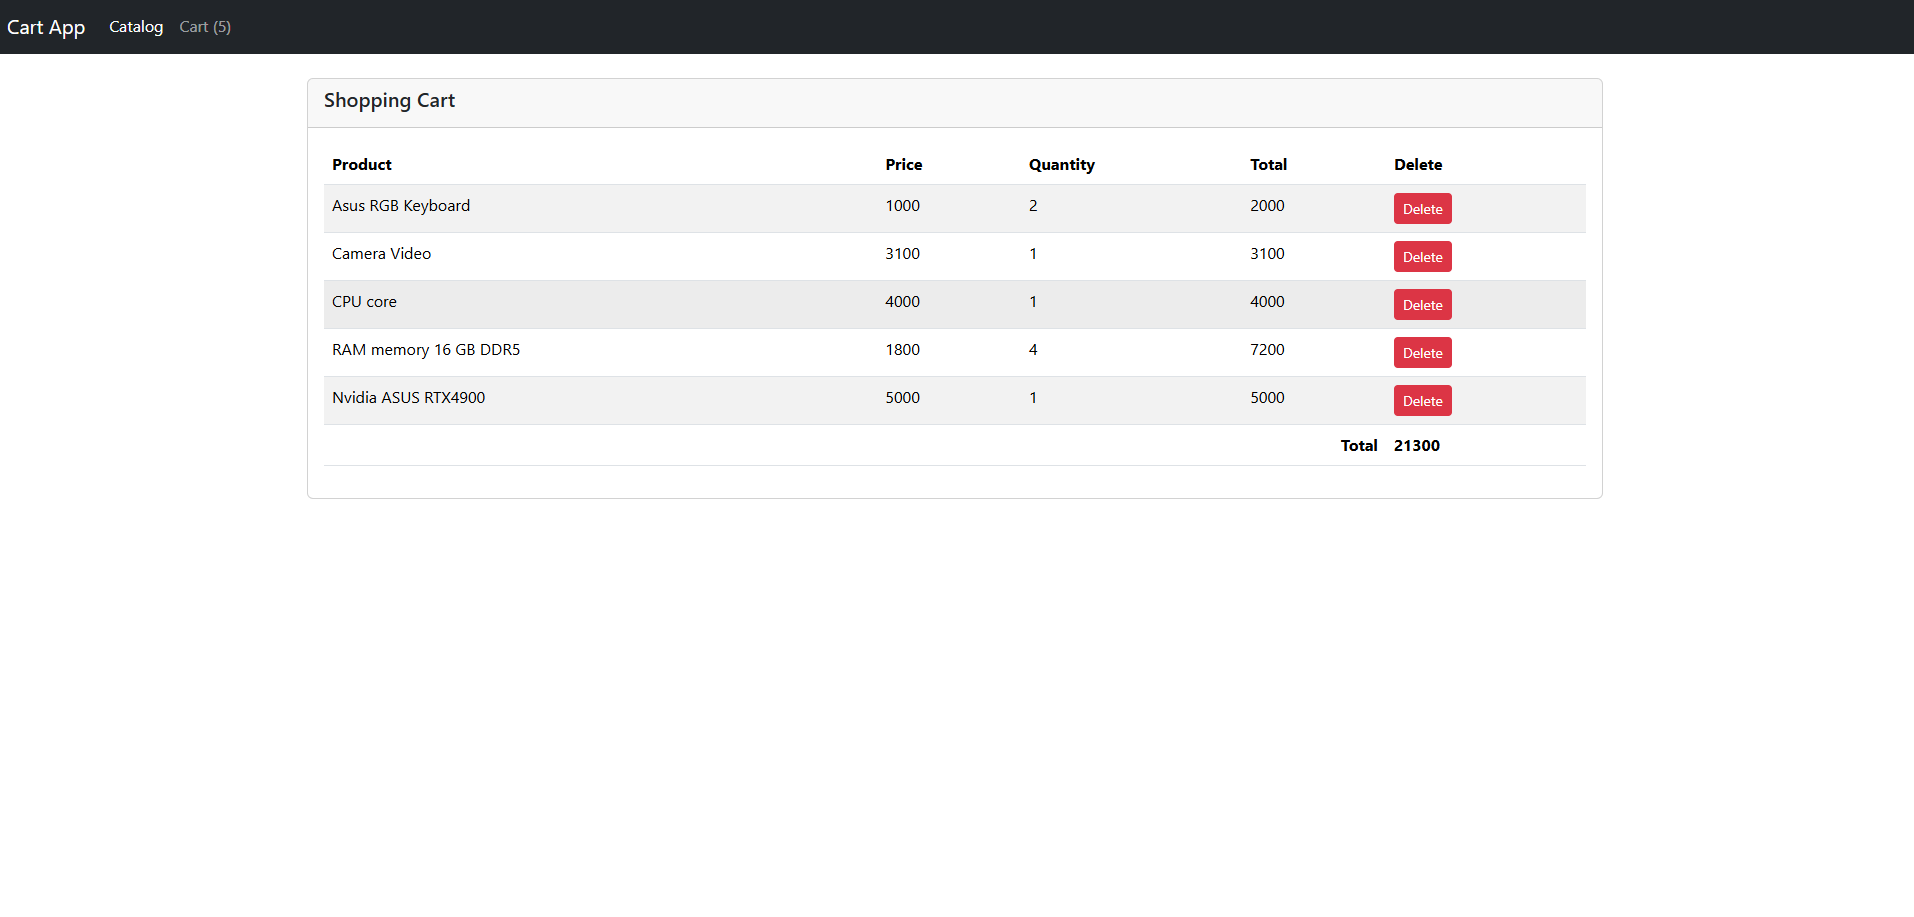 Cart App Catalog Cart (5)
Shopping Cart
Product Price Quantity Total Delete
Asus RGB Keyboard 1000 2 2000 Delete
Camera Video 3100 1 3100 Delete
CPU core 4000 1 4000 Delete
RAM memory 16 GB DDR5 1800 4 7200 Delete
Nvidia ASUS RTX4900 5000 1 5000 Delete
Total 21300